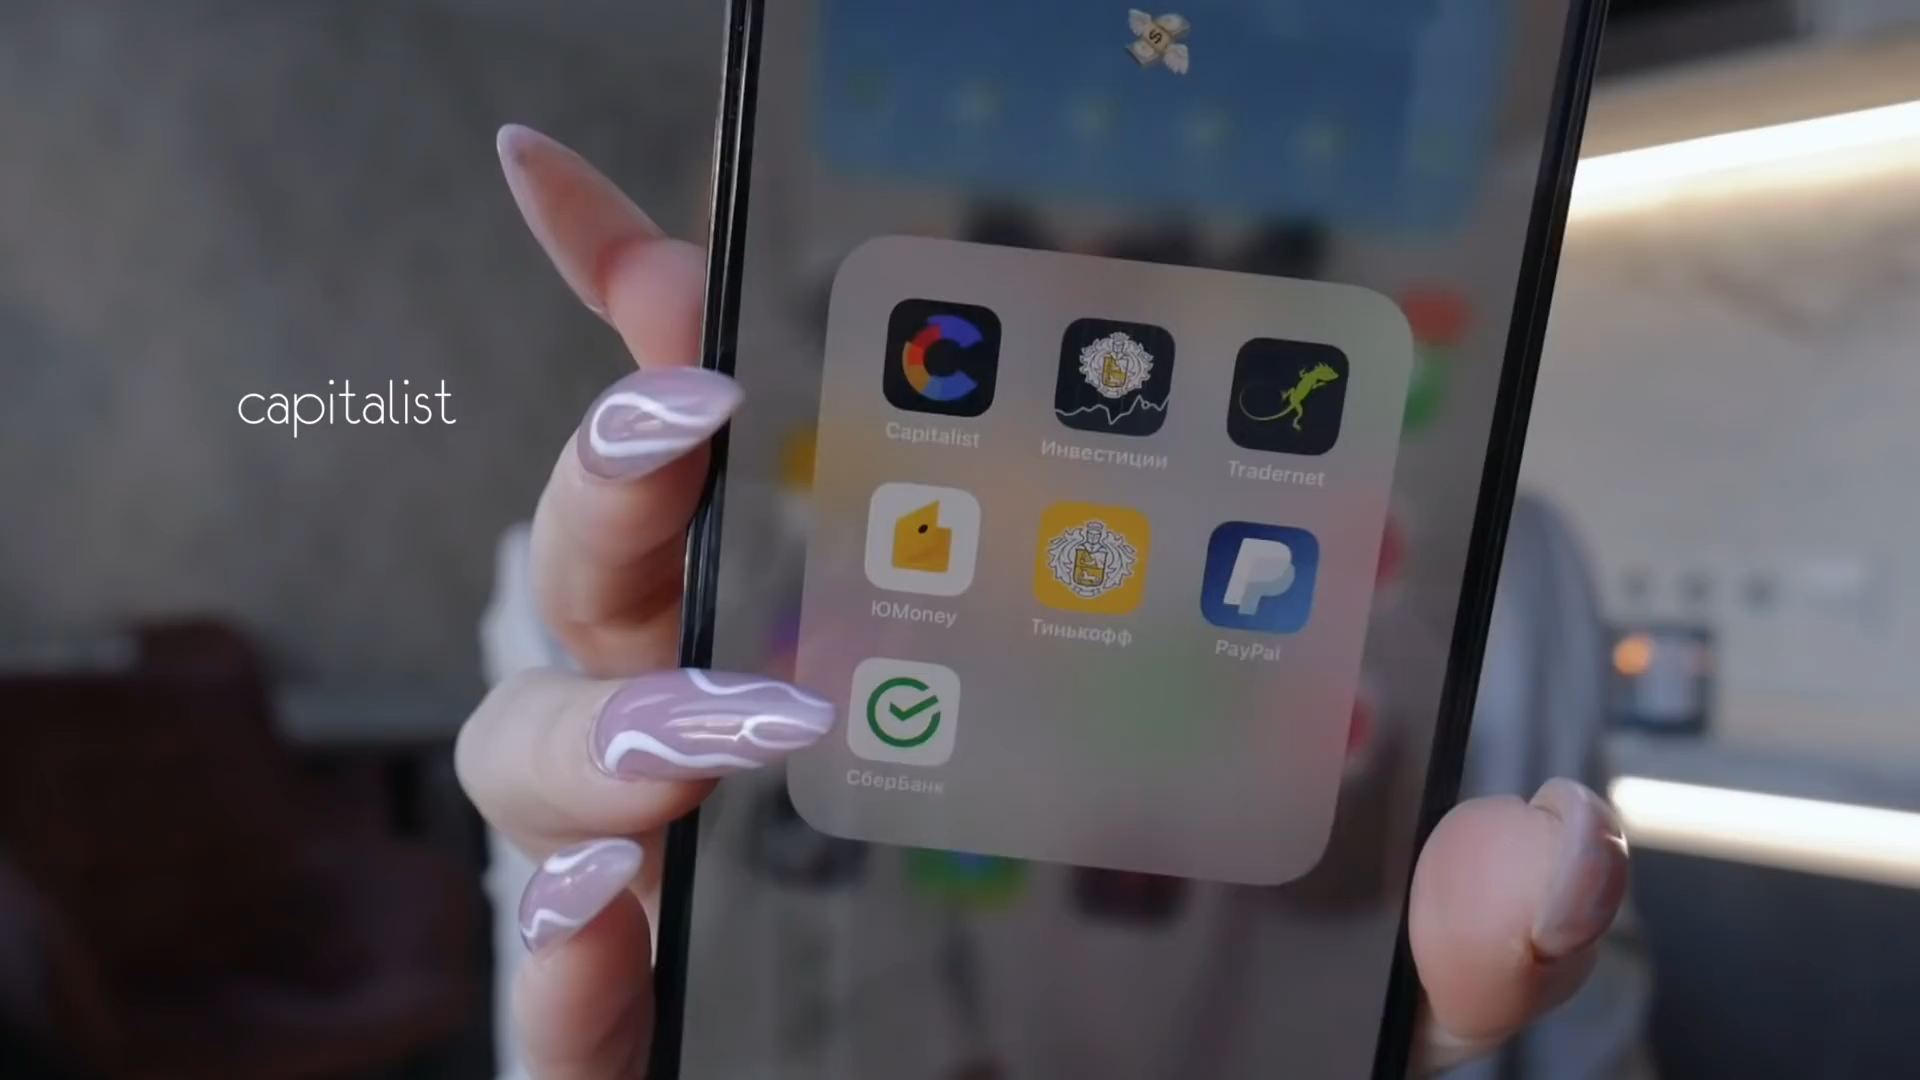 capitalist
Capitalist
Инвестиции
Tradernet
ЮMoney
Тинькофф
PayPal
СберБанк